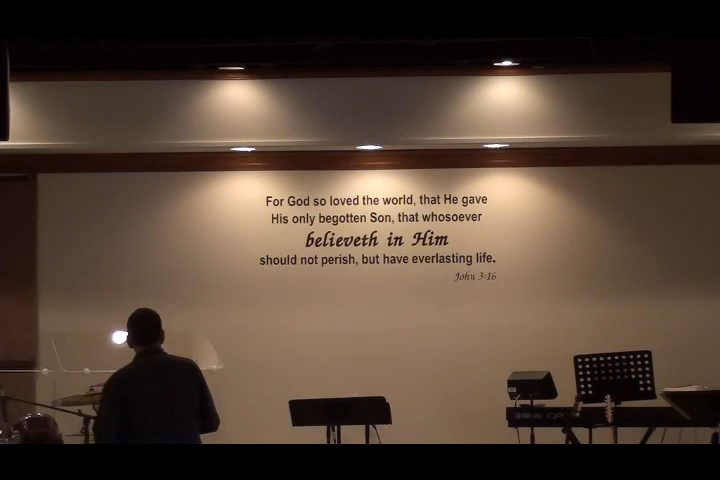 For God so loved the world, that He gave
His only begotten Son, that whosoever
believeth in Him
should not perish, but have everlasting life.
John 3:16